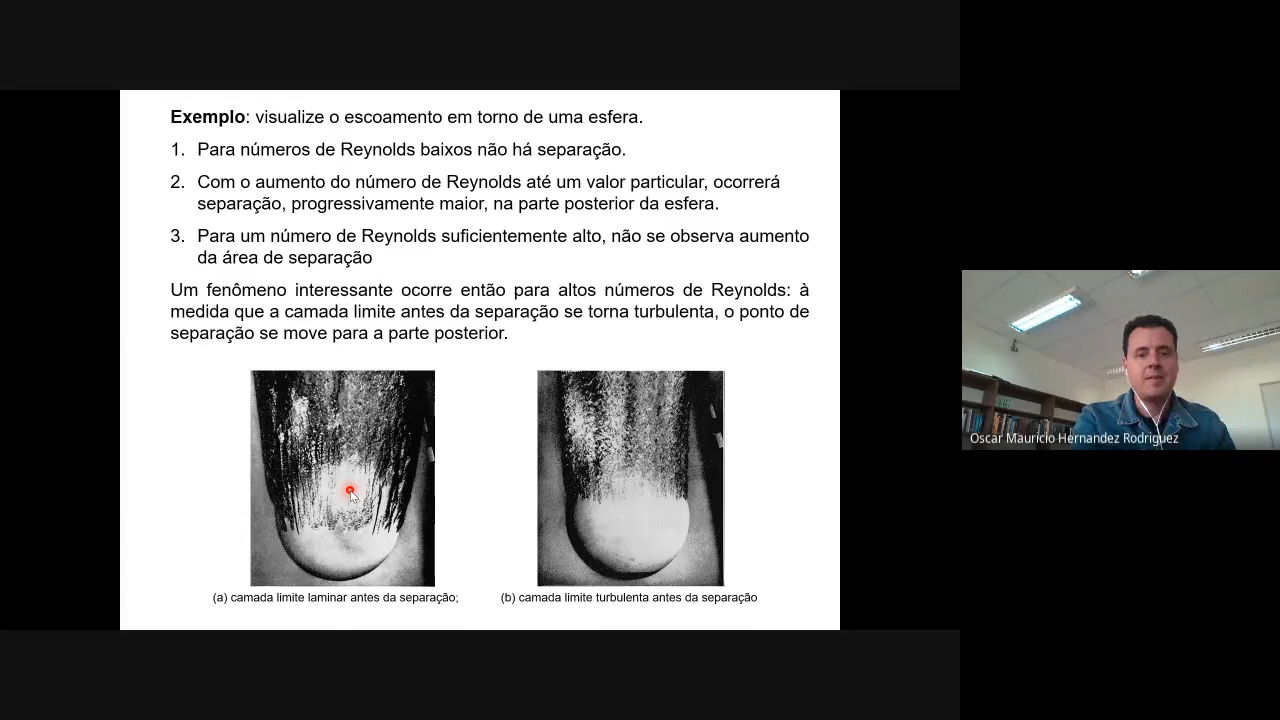 Exemplo: visualize o escoamento em torno de uma esfera.
1. Para números de Reynolds baixos não há separação.
2. Com o aumento do número de Reynolds até um valor particular, ocorrerá
separação, progressivamente maior, na parte posterior da esfera.
3. Para um número de Reynolds suficientemente alto, não se observa aumento
da área de separação
Um fenômeno interessante ocorre então para altos números de Reynolds: à
medida que a camada limite antes da separação se torna turbulenta, o ponto de
separação se move para a parte posterior.
(a) camada limite laminar antes da separação;
(b) camada limite turbulenta antes da separação
Oscar Mauricio Hernandez Rodriguez